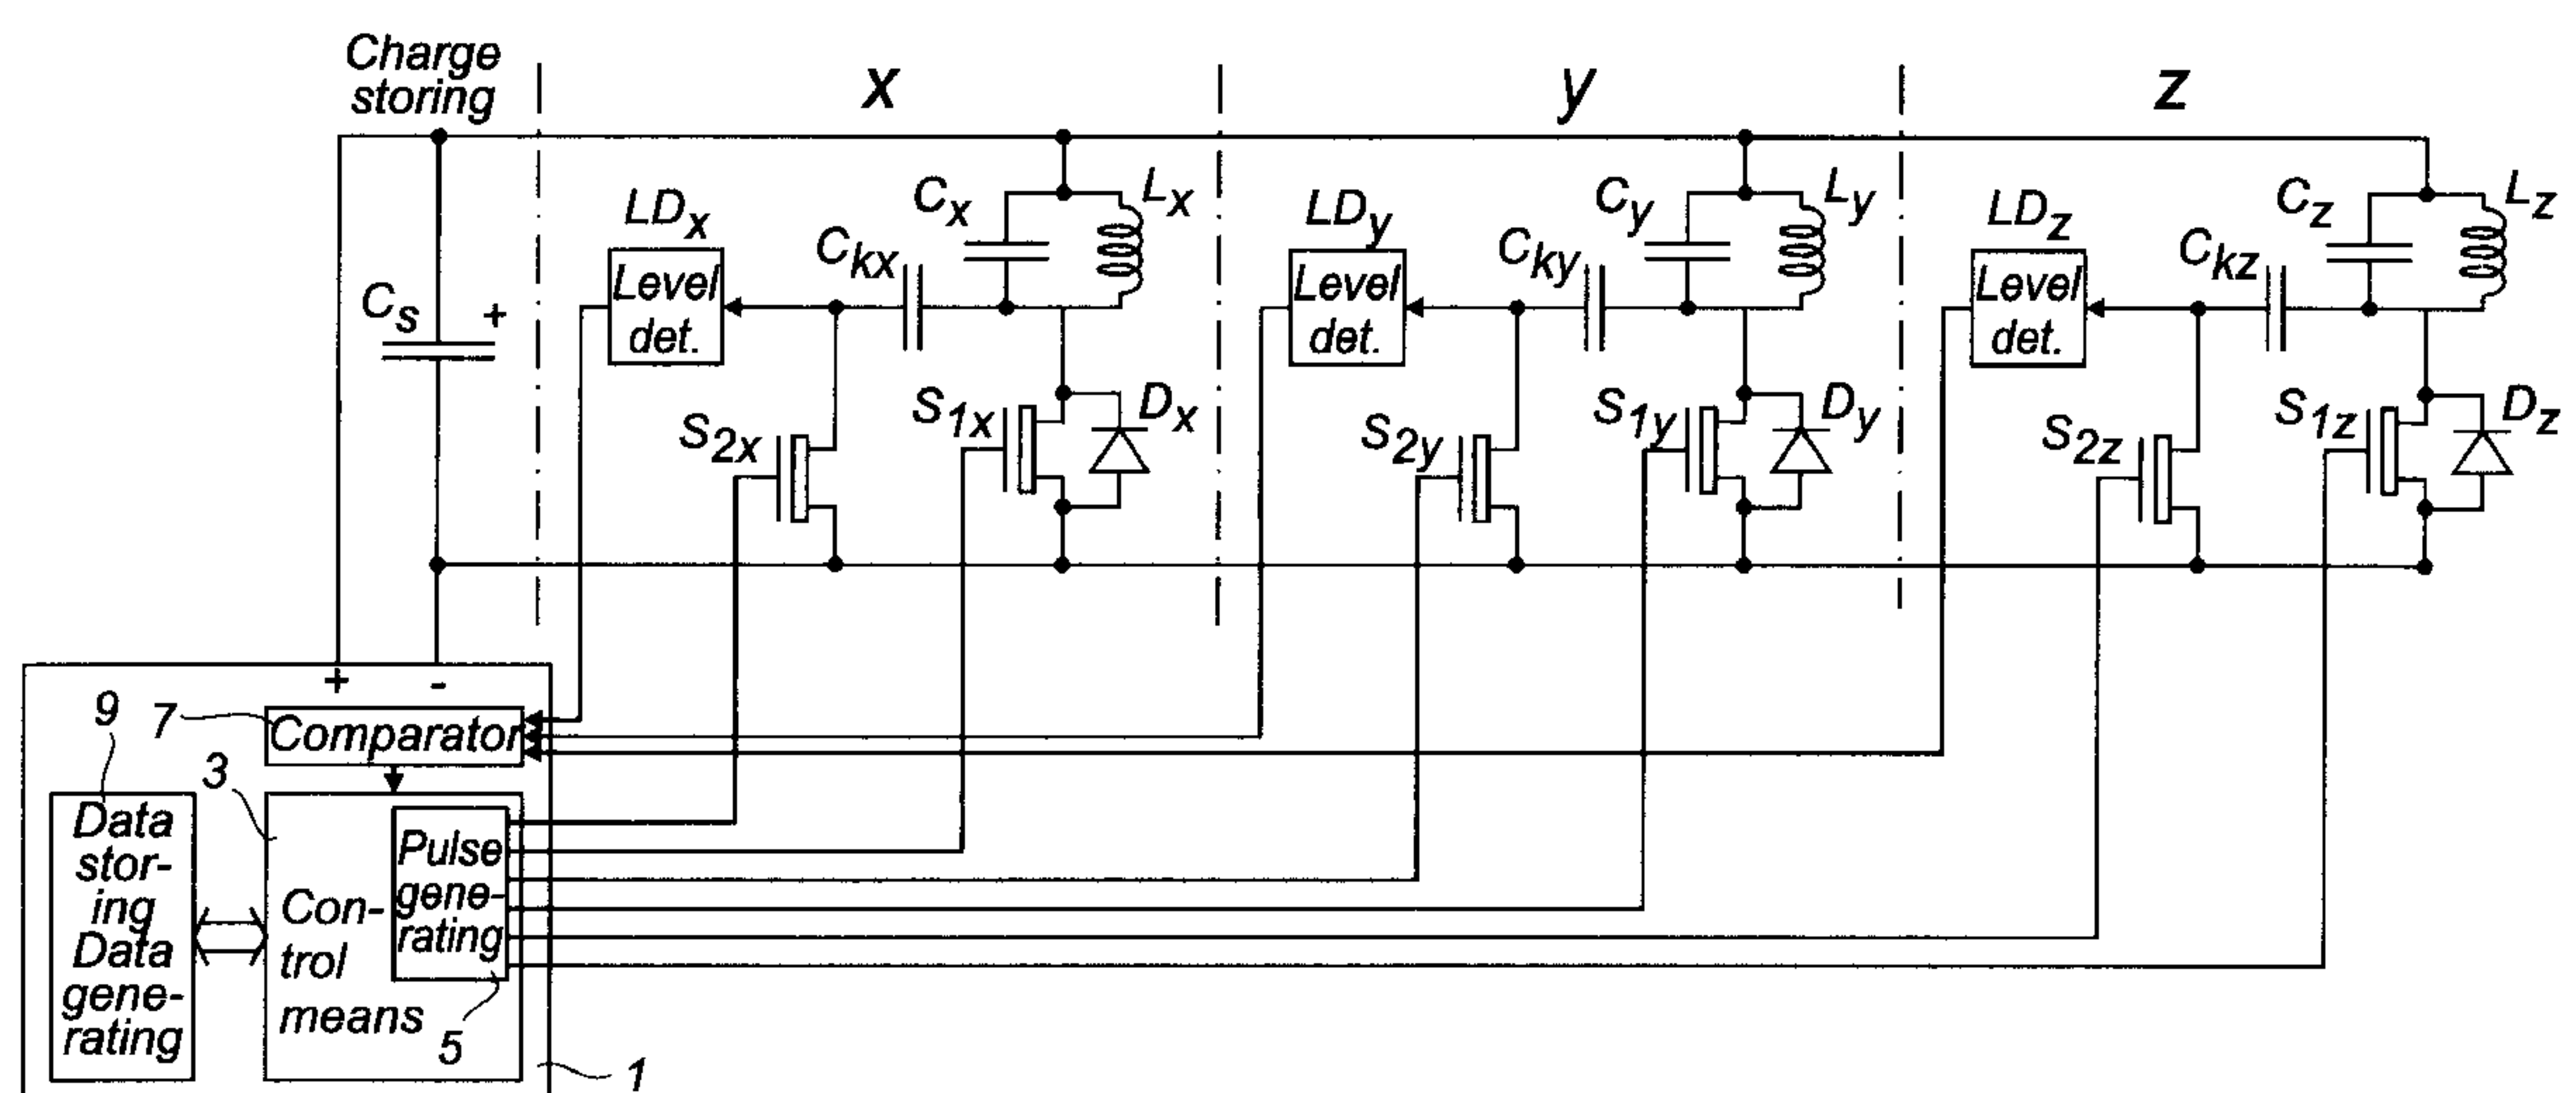 Charge
storing
x
y
z
Cs
+
LDx
Level
det.
Ckx
Cx
Lx
S2x
S1x
Dx
LDy
Level
det.
Cky
Cy
Ly
S2y
S1y
Dy
LDz
Level
det.
Ckz
Cz
Lz
S2z
S1z
Dz
+
-
9
7
Comparator
3
Data
stor-
ing
Data
gene-
rating
Con-
trol
means
Pulse
gene-
rating
5
1